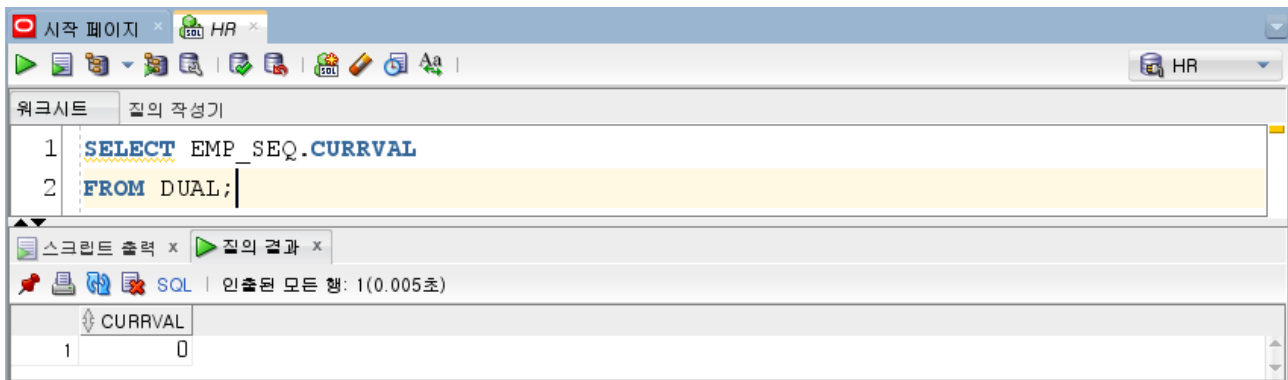 시작 페이지 × HR ×
HR
워크시트 질의 작성기
1 SELECT EMP_SEQ.CURRVAL
2 FROM DUAL;
스크립트 출력 x 질의 결과 x
SQL | 인출된 모든 행: 1(0.005초)
CURRVAL
1 0